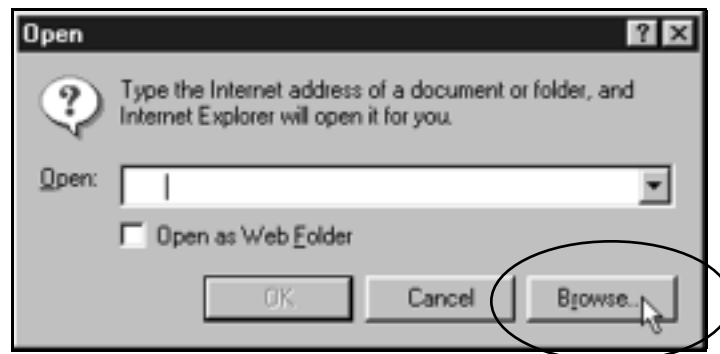 Open
Type the Internet address of a document or folder, and
Internet Explorer will open it for you.
Open:
Open as Web Folder
OK Cancel Browse...